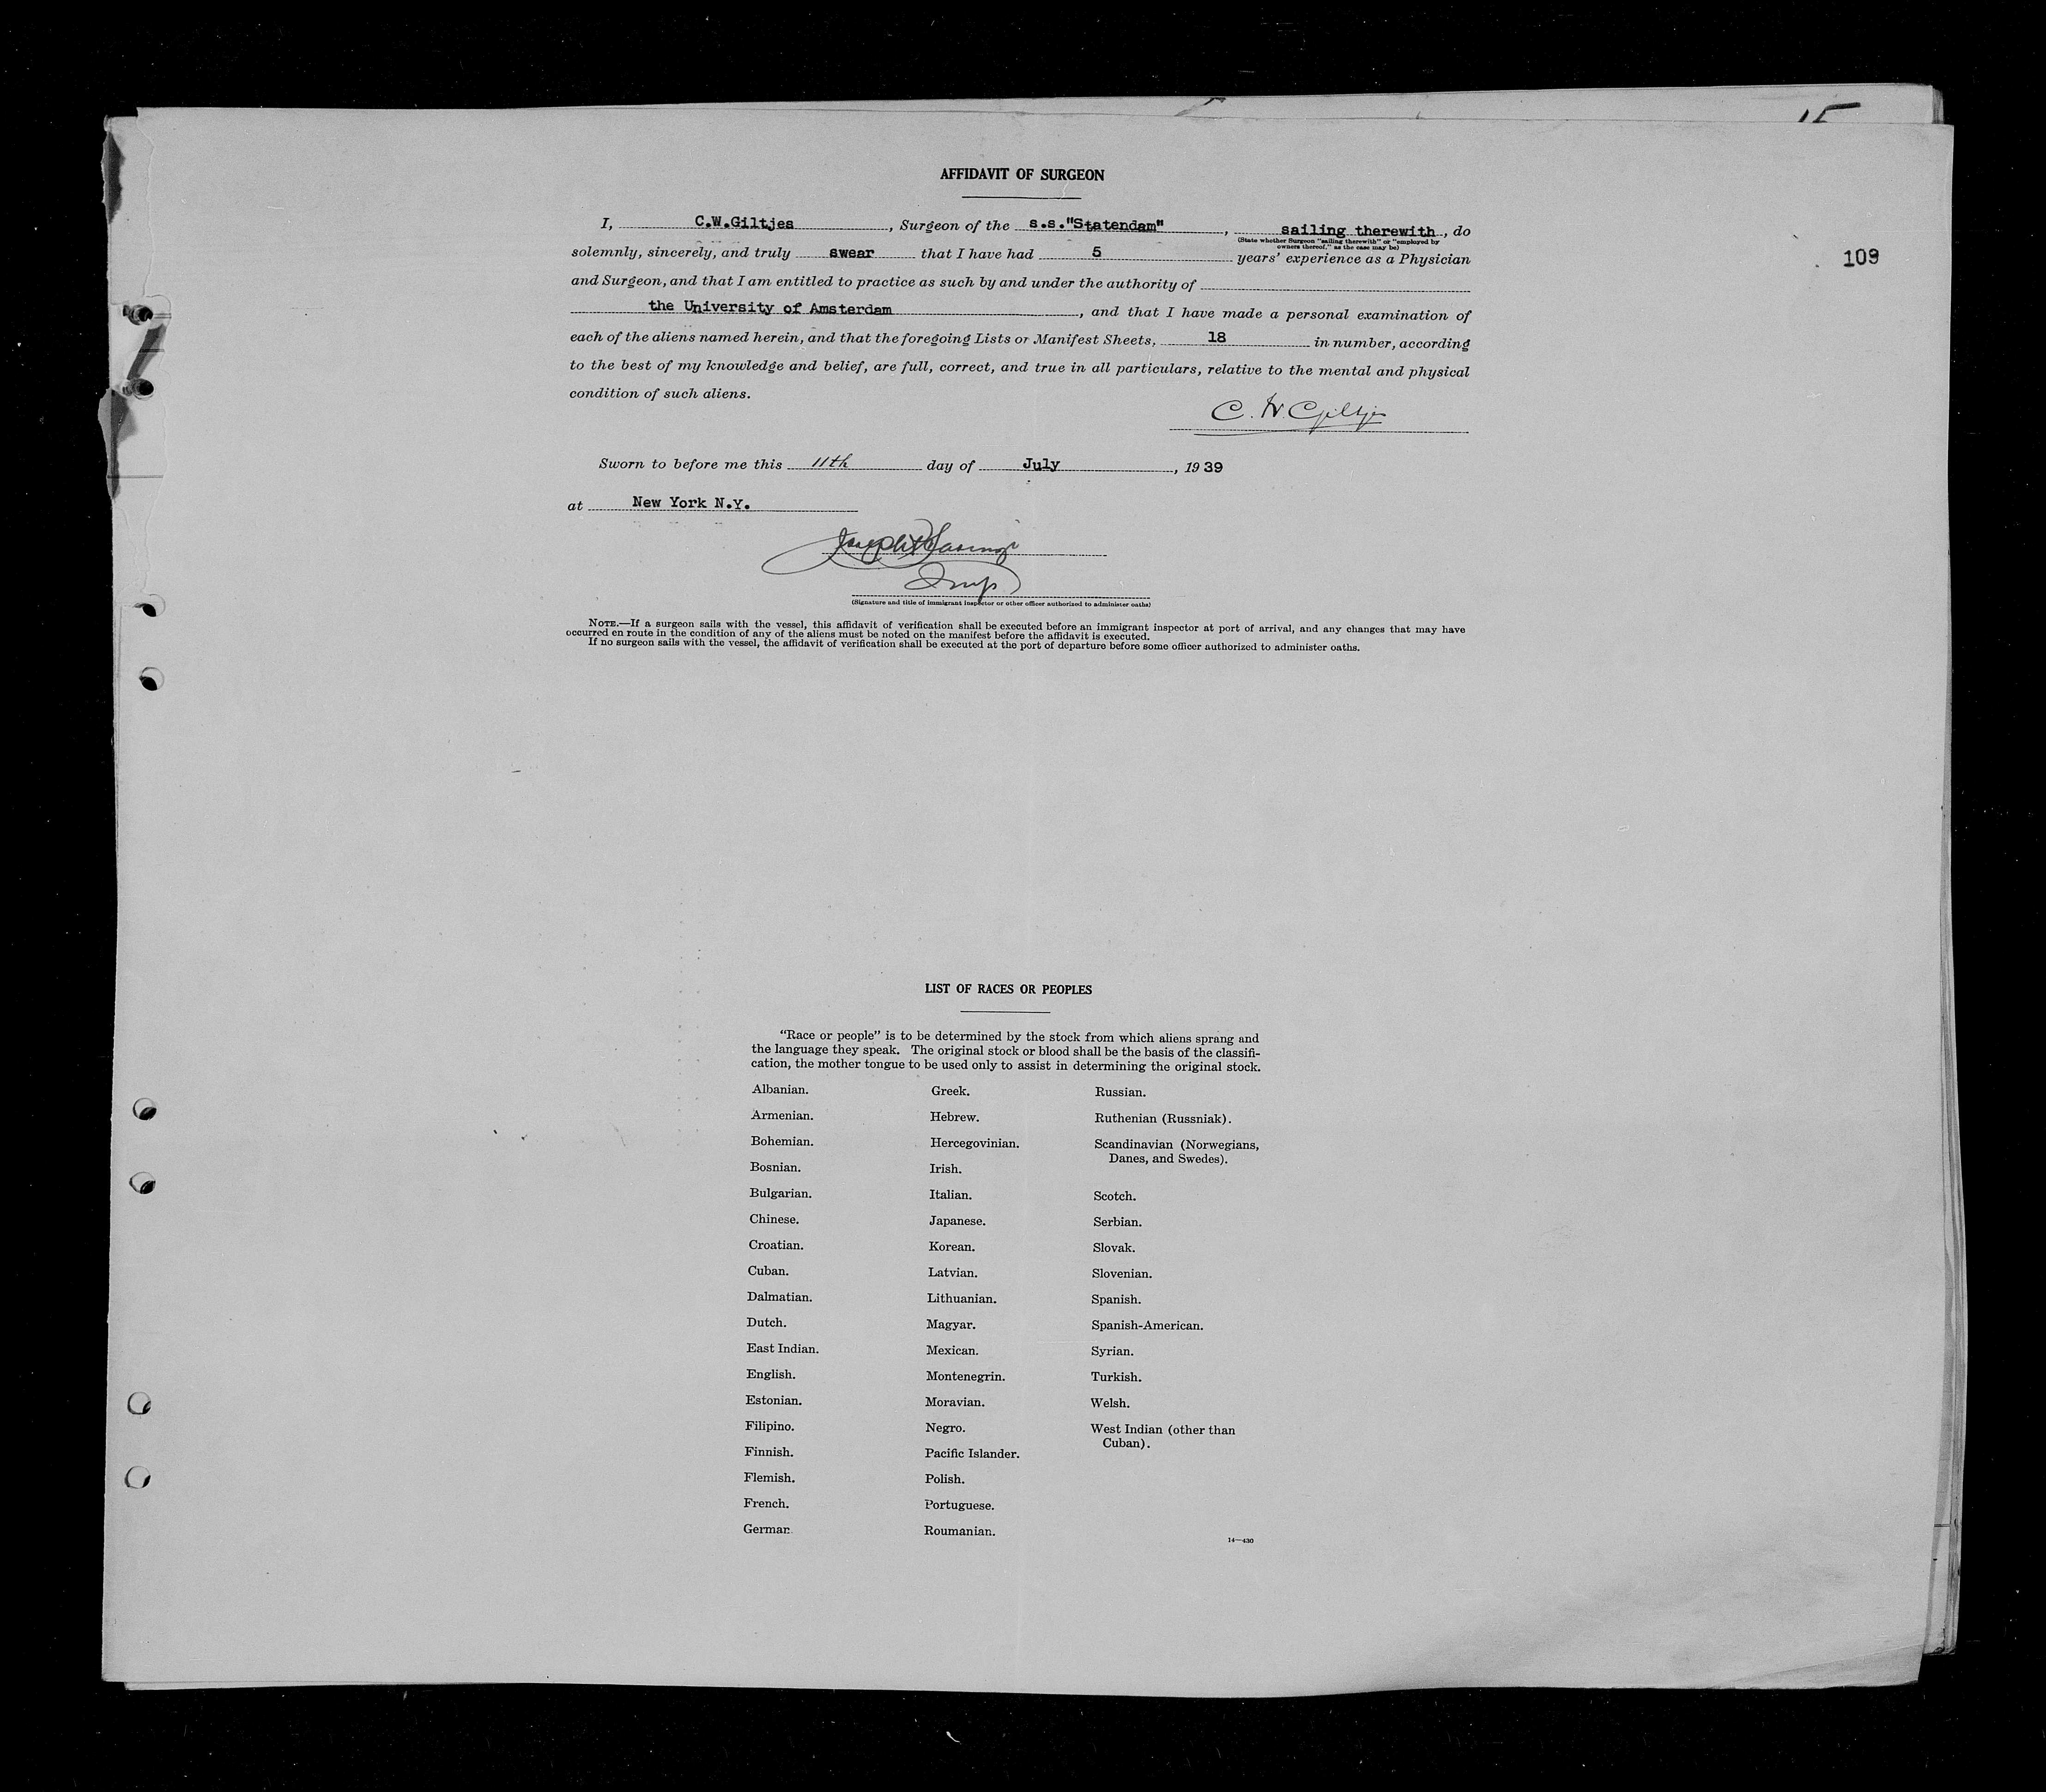 15
AFFIDAVIT OF SURGEON
I, C.W.Giltjes, Surgeon of the s.s."Statendam", sailing therewith, do
(State whether Surgeon "sailing therewith" or "employed by
owners thereof," as the case may be)
109
solemnly, sincerely, and truly swear that I have had 5 years' experience as a Physician
and Surgeon, and that I am entitled to practice as such by and under the authority of
the University of Amsterdam, and that I have made a personal examination of
each of the aliens named herein, and that the foregoing Lists or Manifest Sheets, 18 in number, according
to the best of my knowledge and belief, are full, correct, and true in all particulars, relative to the mental and physical
condition of such aliens.
C. W. Giltjes
Sworn to before me this 11th day of July, 1939
at New York N.Y.
Insp
(Signature and title of immigrant inspector or other officer authorized to administer oaths)
NOTE.—If a surgeon sails with the vessel, this affidavit of verification shall be executed before an immigrant inspector at port of arrival, and any changes that may have
occurred en route in the condition of any of the aliens must be noted on the manifest before the affidavit is executed.
If no surgeon sails with the vessel, the affidavit of verification shall be executed at the port of departure before some officer authorized to administer oaths.
LIST OF RACES OR PEOPLES
"Race or people" is to be determined by the stock from which aliens sprang and
the language they speak. The original stock or blood shall be the basis of the classifi-
cation, the mother tongue to be used only to assist in determining the original stock.
Albanian.
Armenian.
Bohemian.
Bosnian.
Bulgarian.
Chinese.
Croatian.
Cuban.
Dalmatian.
Dutch.
East Indian.
English.
Estonian.
Filipino.
Finnish.
Flemish.
French.
German
Greek.
Hebrew.
Hercegovinian.
Irish.
Italian.
Japanese.
Korean.
Latvian.
Lithuanian.
Magyar.
Mexican.
Montenegrin.
Moravian.
Negro.
Pacific Islander.
Polish.
Portuguese.
Roumanian.
Russian.
Ruthenian (Russniak).
Scandinavian (Norwegians,
Danes, and Swedes).
Scotch.
Serbian.
Slovak.
Slovenian.
Spanish.
Spanish-American.
Syrian.
Turkish.
Welsh.
West Indian (other than
Cuban).
14—430